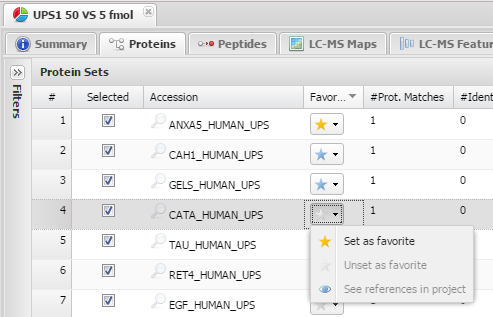 UPS1 50 VS 5 fmol
Summary Proteins Peptides LC-MS Maps LC-MS Featur
Filters
Protein Sets
# Selected Accession Favor... #Prot. Matches #Ident
1 ANXA5_HUMAN_UPS 1 0
2 CAH1_HUMAN_UPS 1 0
3 GELS_HUMAN_UPS 1 0
4 CATA_HUMAN_UPS 1 0
5 TAU_HUMAN_UPS
6 RET4_HUMAN_UPS
7 EGF_HUMAN_UPS
Set as favorite
Unset as favorite
See references in project